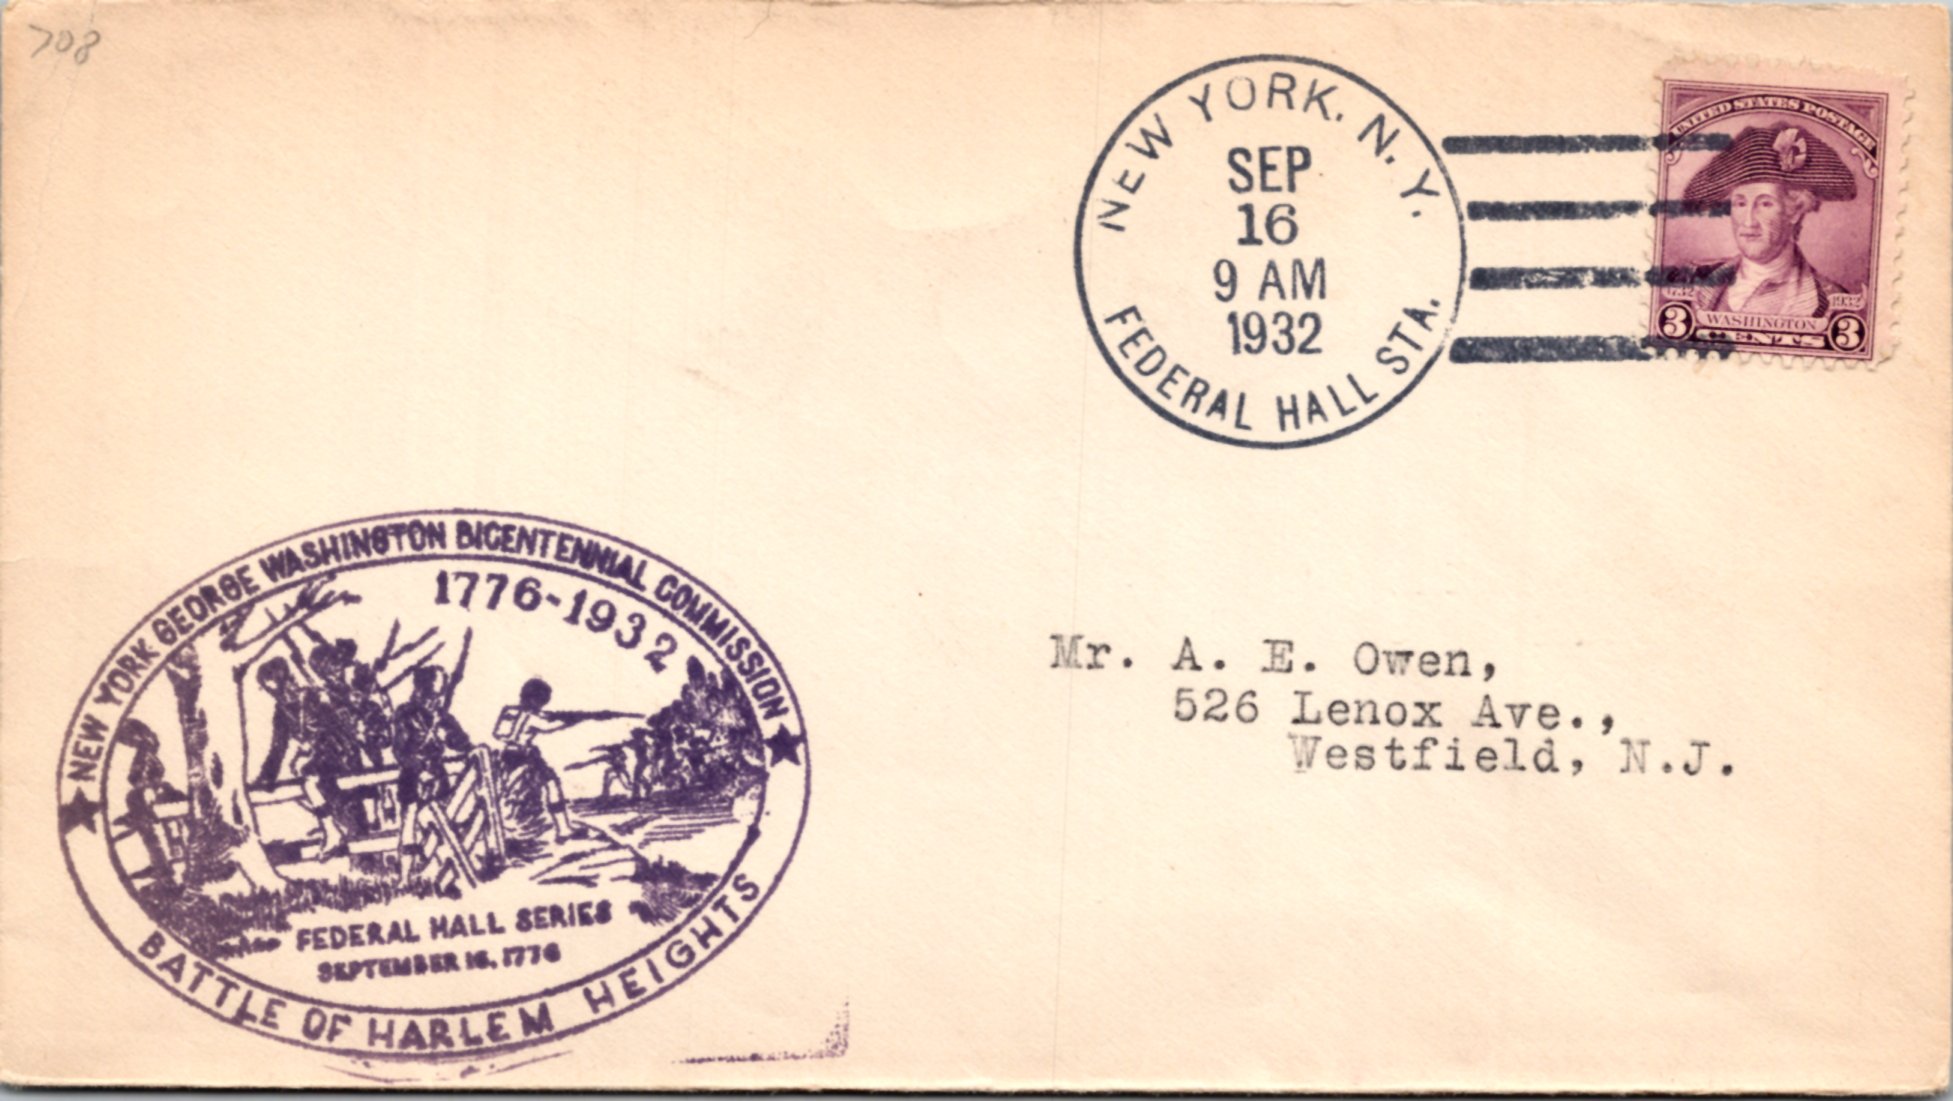 708
NEW YORK, N. Y.
SEP
16
9 AM
1932
FEDERAL HALL STA.
UNITED STATES POSTAGE
1732 1932
WASHINGTON
3 CENTS 3
NEW YORK GEORGE WASHINGTON BICENTENNIAL COMMISSION
1776-1932
FEDERAL HALL SERIES
SEPTEMBER 16, 1776
BATTLE OF HARLEM HEIGHTS
Mr. A. E. Owen,
526 Lenox Ave.,
Westfield, N.J.